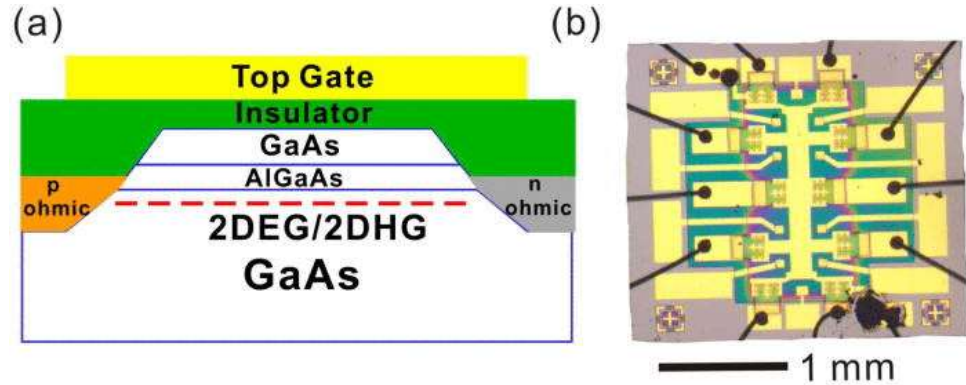 (a)
Top Gate
Insulator
GaAs
AlGaAs
p
ohmic
n
ohmic
2DEG/2DHG
GaAs
(b)
1 mm